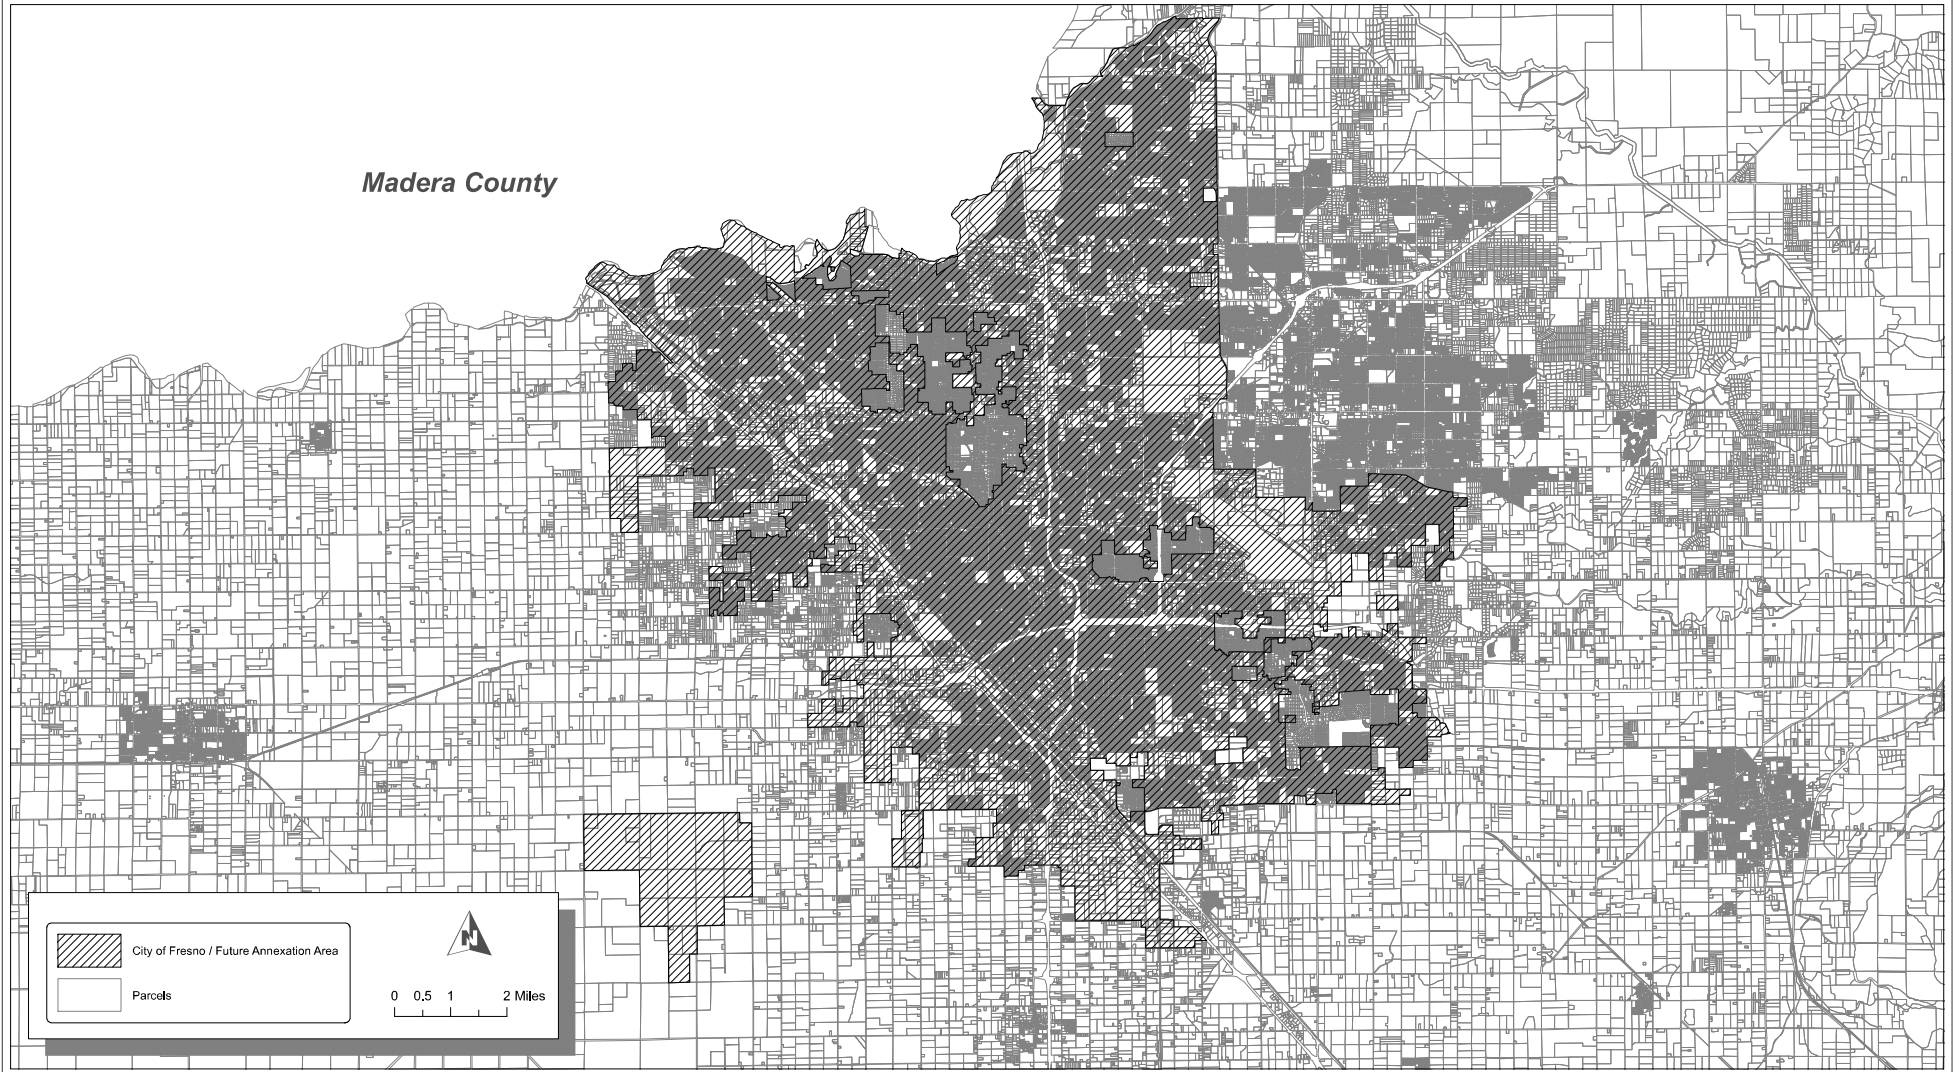 Madera County
City of Fresno / Future Annexation Area
Parcels
N
0 0.5 1 2 Miles